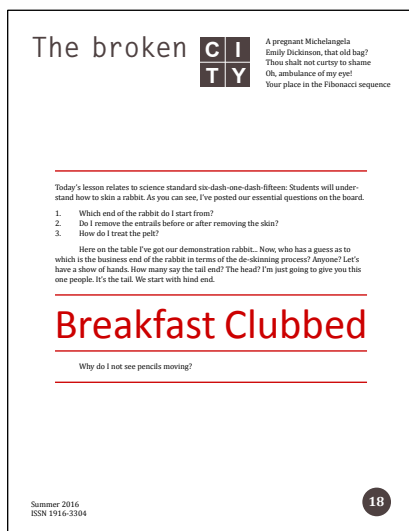 The broken CITY
A pregnant Michelangela
Emily Dickinson, that old bag?
Thou shalt not curtsy to shame
Oh, ambulance of my eye!
Your place in the Fibonacci sequence
Today's lesson relates to science standard six-dash-one-dash-fifteen: Students will under-
stand how to skin a rabbit. As you can see, I've posted our essential questions on the board.
1. Which end of the rabbit do I start from?
2. Do I remove the entrails before or after removing the skin?
3. How do I treat the pelt?
Here on the table I've got our demonstration rabbit... Now, who has a guess as to
which is the business end of the rabbit in terms of the de-skinning process? Anyone? Let's
have a show of hands. How many say the tail end? The head? I'm just going to give you this
one people. It's the tail. We start with hind end.
Breakfast Clubbed
Why do I not see pencils moving?
Summer 2016
ISSN 1916-3304
18